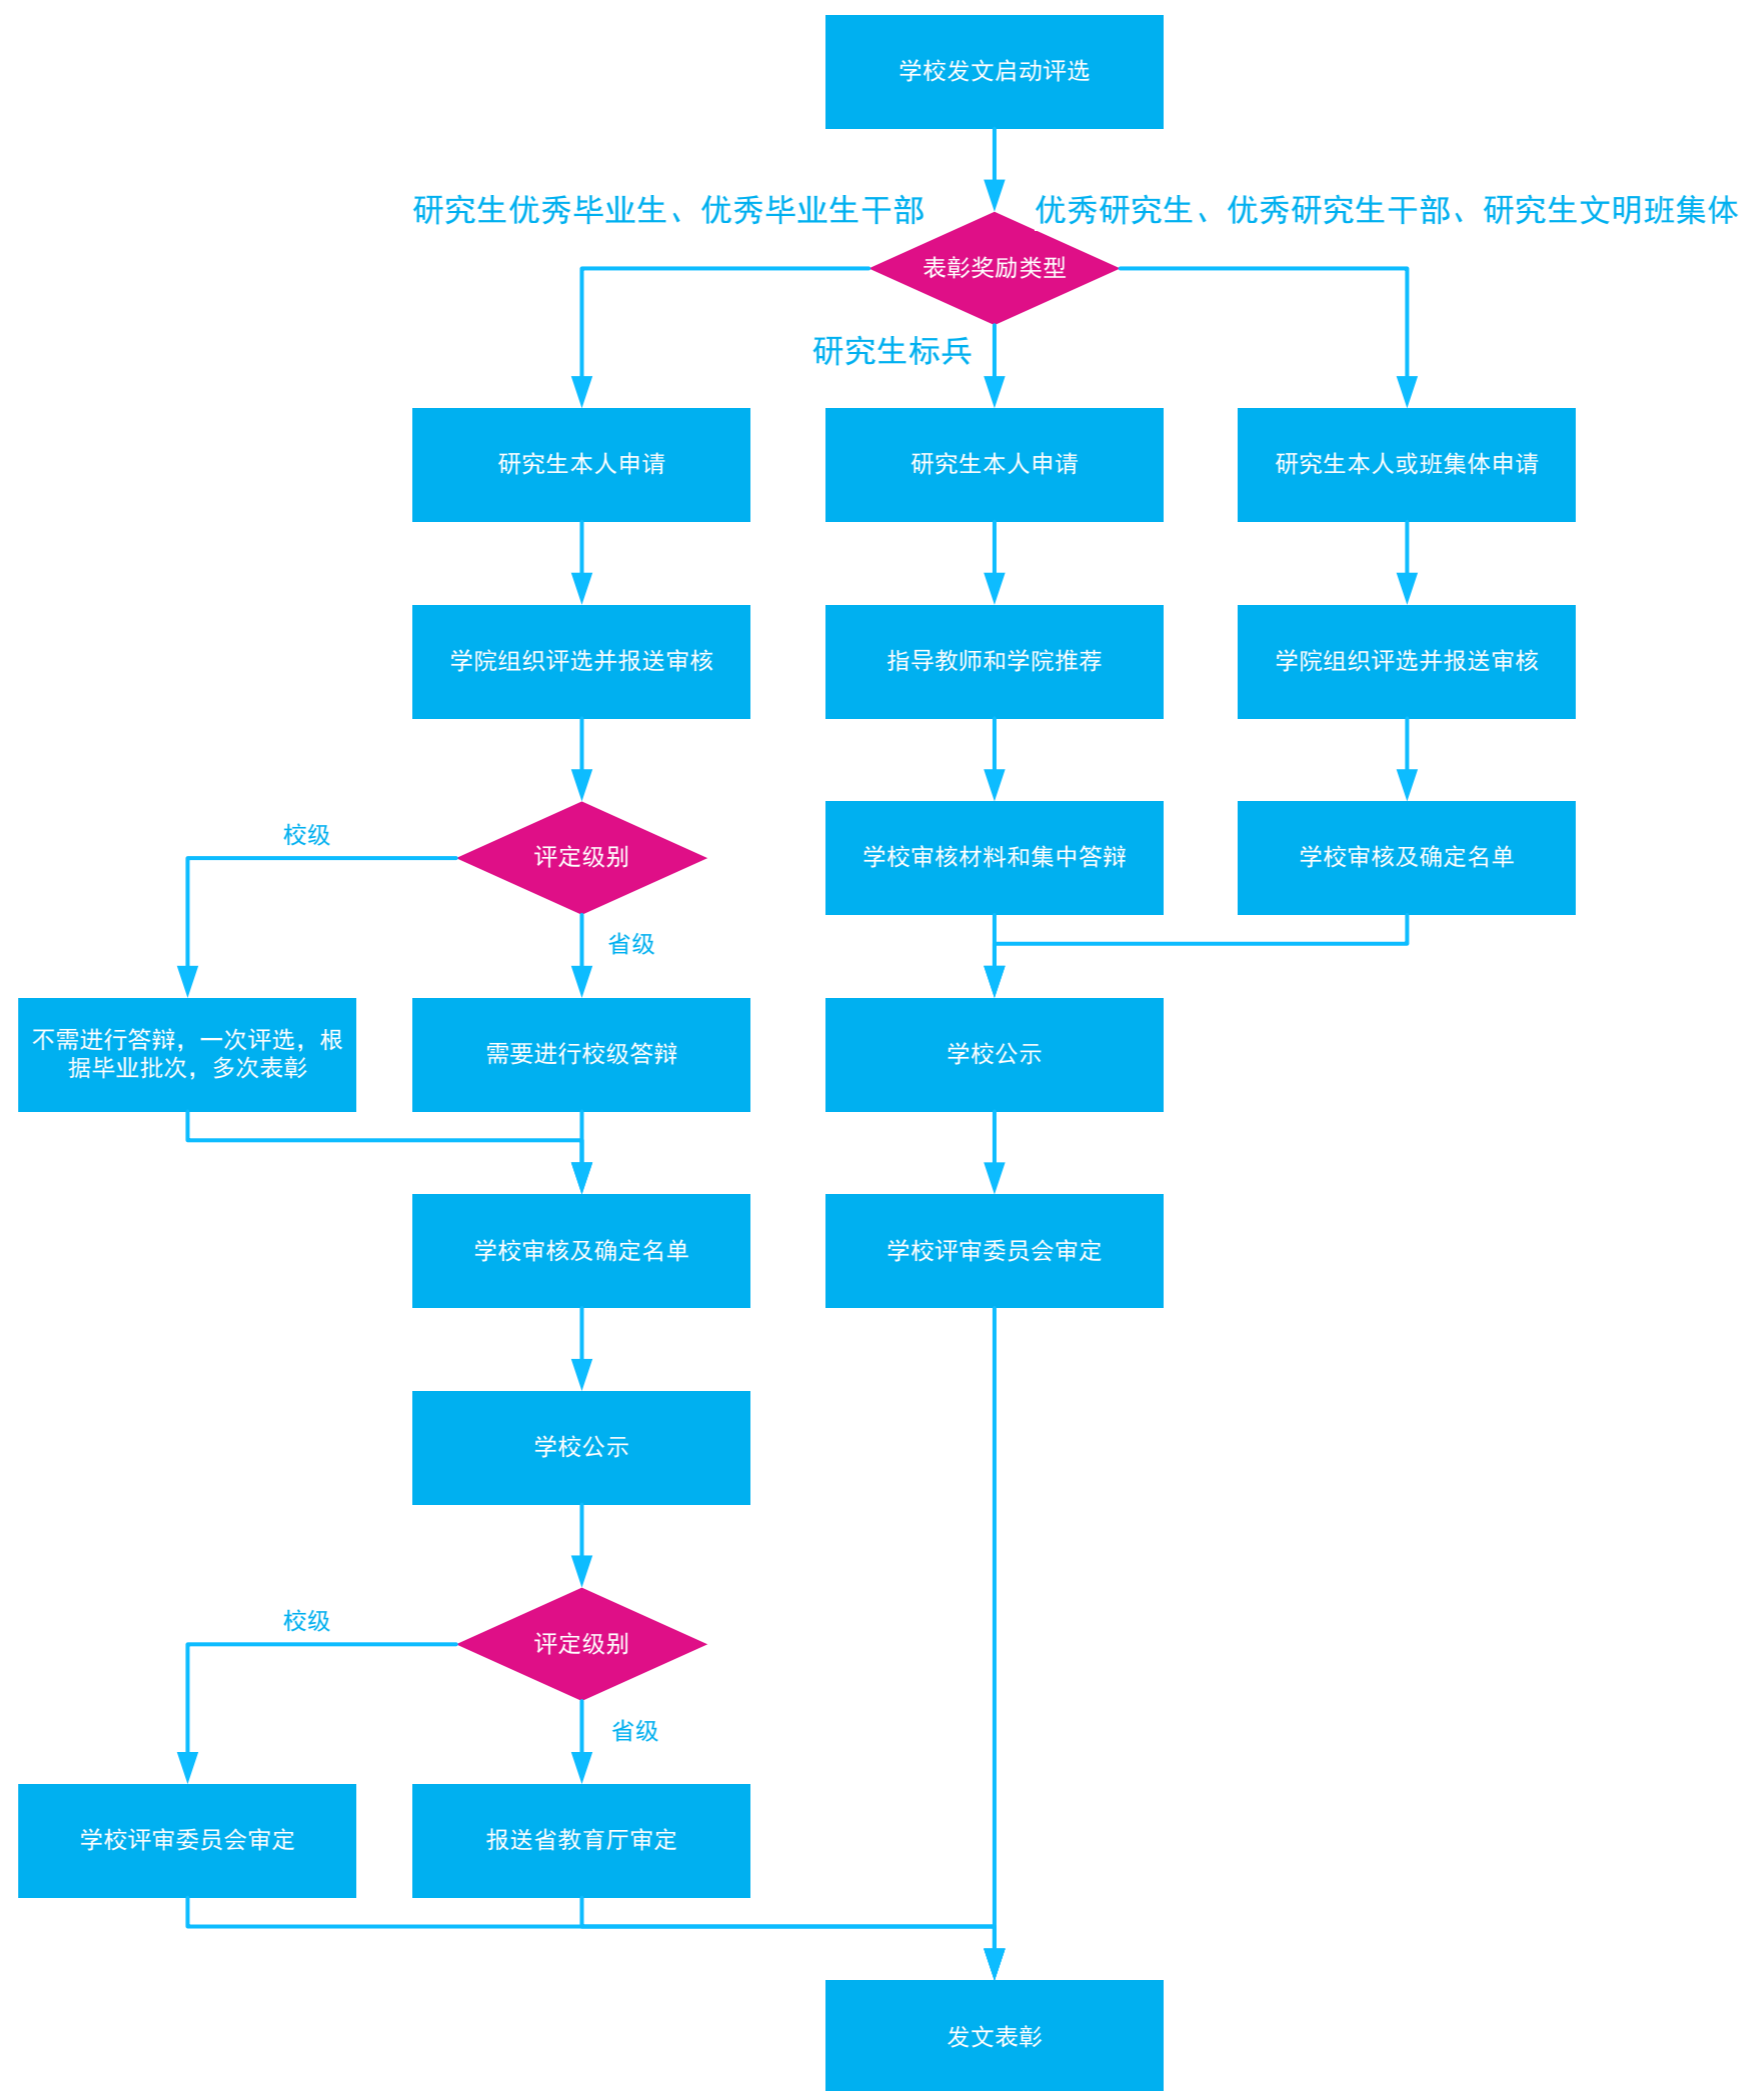 学校发文启动评选
研究生优秀毕业生、优秀毕业生干部
优秀研究生、优秀研究生干部、研究生文明班集体
表彰奖励类型
研究生标兵
研究生本人申请
研究生本人申请
研究生本人或班集体申请
学院组织评选并报送审核
指导教师和学院推荐
学院组织评选并报送审核
校级
评定级别
学校审核材料和集中答辩
学校审核及确定名单
省级
不需进行答辩，一次评选，根
据毕业批次，多次表彰
需要进行校级答辩
学校公示
学校审核及确定名单
学校评审委员会审定
学校公示
校级
评定级别
省级
学校评审委员会审定
报送省教育厅审定
发文表彰